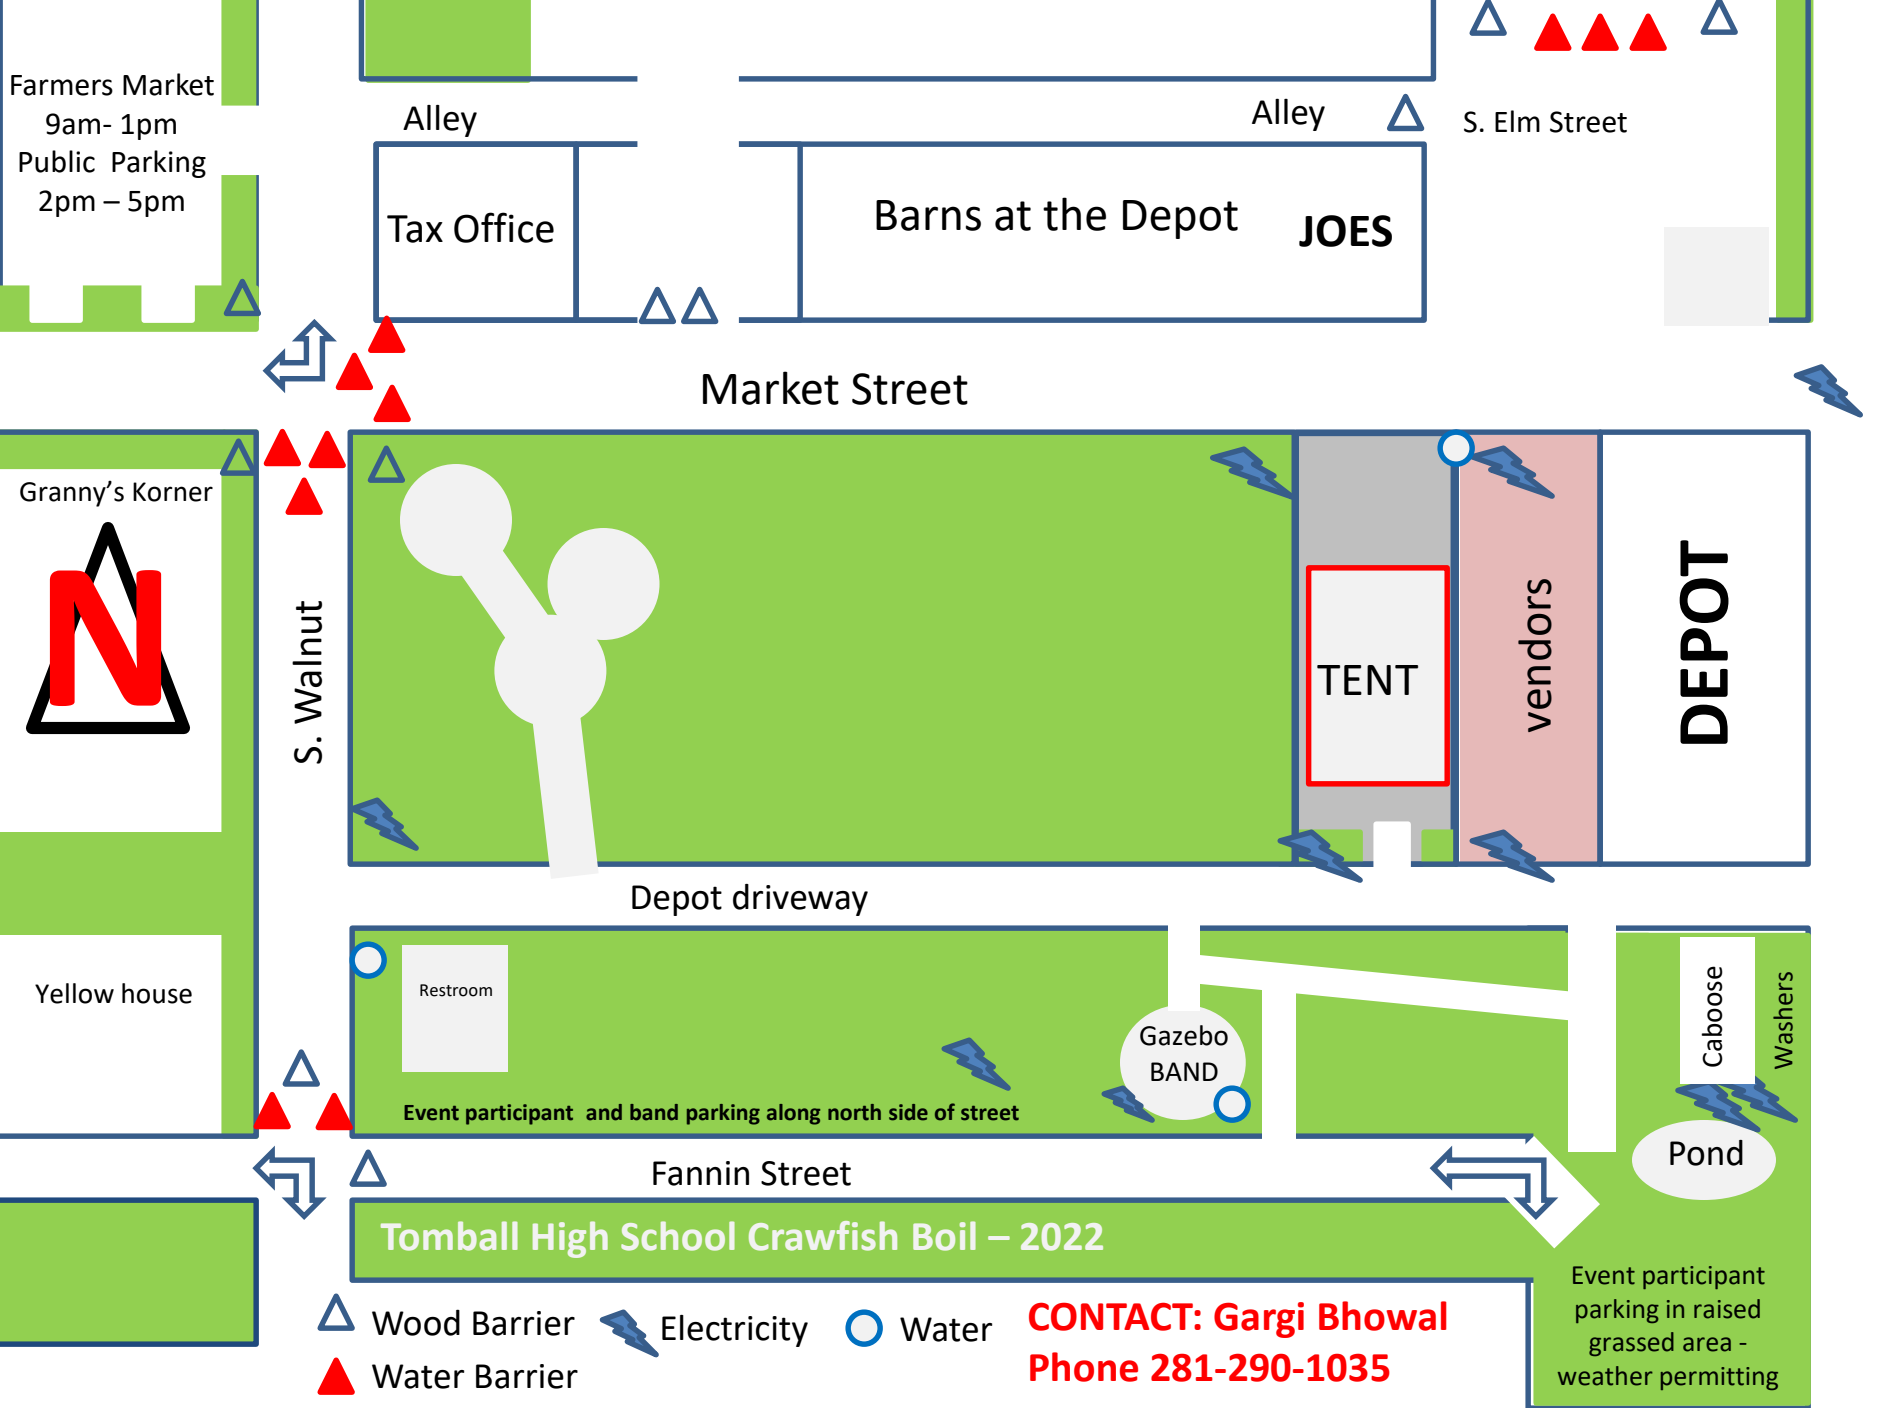 Farmers Market
9am- 1pm
Public  Parking
2pm – 5pm
Alley
Alley
S. Elm Street
Tax Office
Barns at the Depot
JOES
Market Street
Granny's Korner
N
S. Walnut
TENT
vendors
DEPOT
Depot driveway
Yellow house
Restroom
Gazebo
BAND
Caboose
Washers
Event participant  and band parking along north side of street
Fannin Street
Pond
Tomball High School Crawfish Boil – 2022
Event participant
parking in raised
grassed area -
weather permitting
Wood Barrier
Electricity
Water
Water Barrier
CONTACT: Gargi Bhowal
Phone 281-290-1035